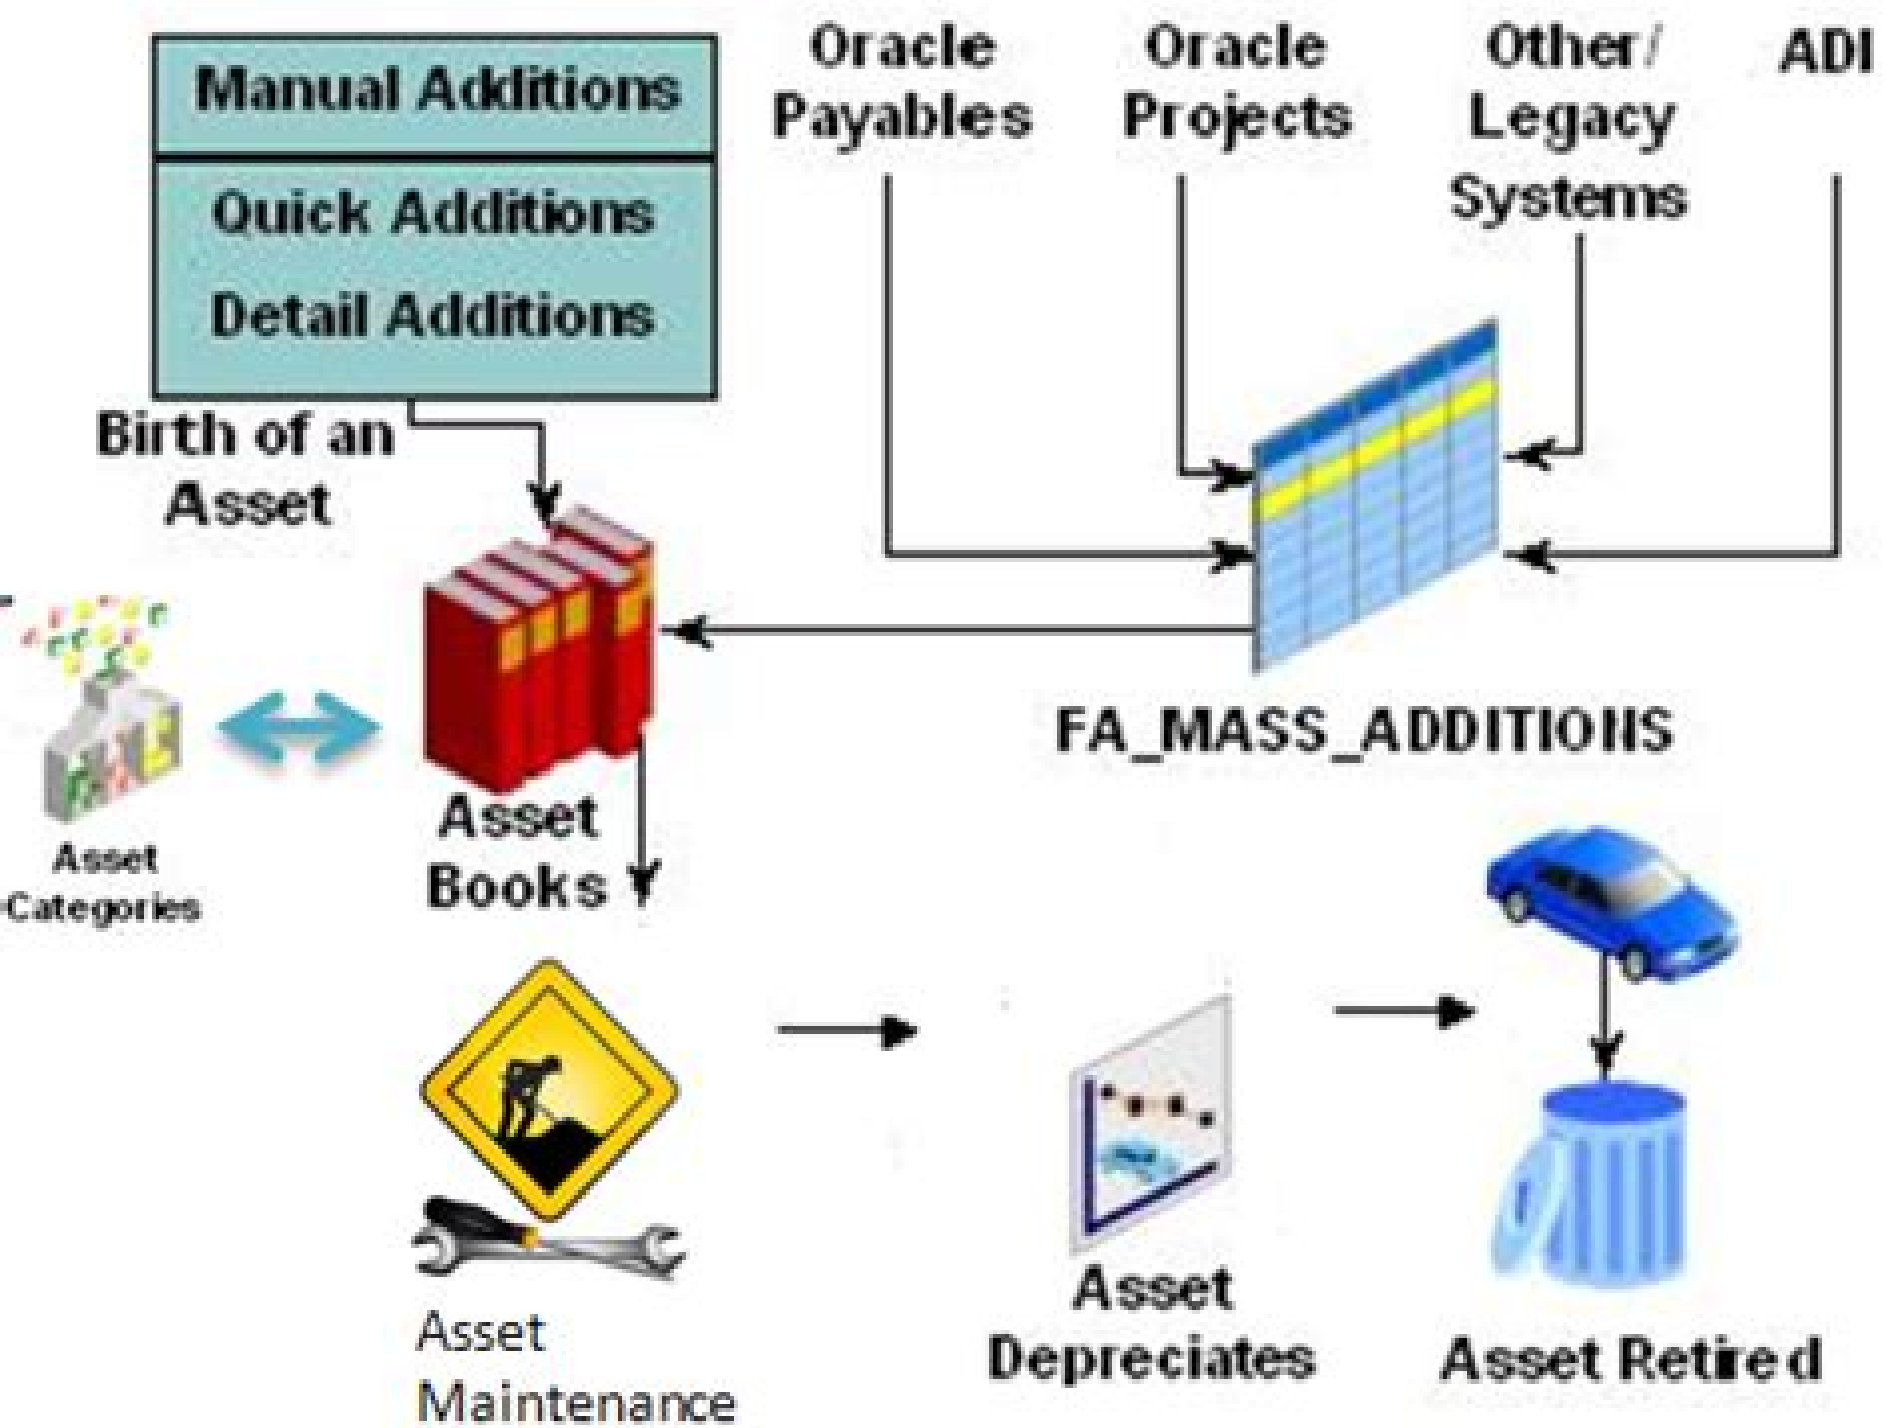 Manual Additions
Quick Additions
Detail Additions
Oracle
Payables
Oracle
Projects
Other/
Legacy
Systems
ADI
Birth of an
Asset
Asset
Categories
Asset
Books
FA_MASS_ADDITIONS
Asset
Maintenance
Asset
Depreciates
Asset Retired